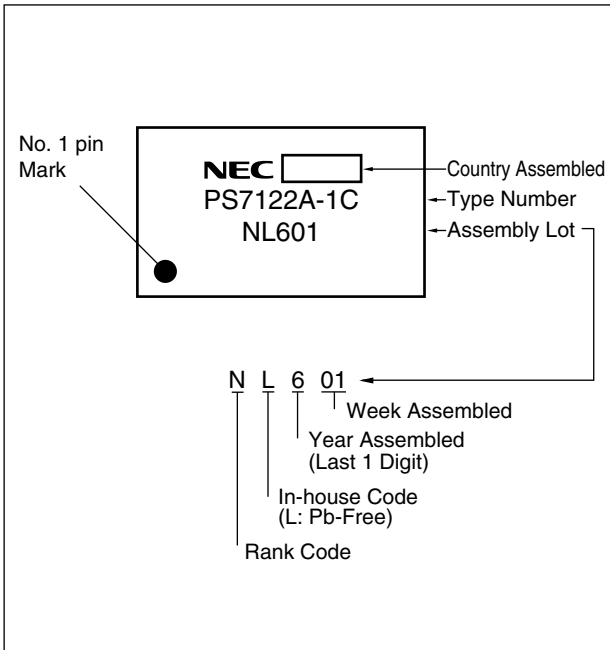 No. 1 pin
Mark
NEC
Country Assembled
PS7122A-1C
Type Number
NL601
Assembly Lot
N L 6 01
Week Assembled
Year Assembled
(Last 1 Digit)
In-house Code
(L: Pb-Free)
Rank Code